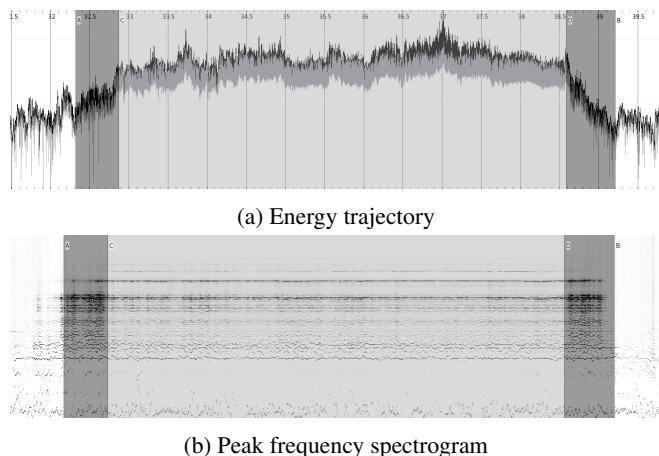 1.5 32 32.5 33 33.5 34 34.5 35 35.5 36 36.5 37 37.5 38 38.5 39 39.5
A C D B
(a) Energy trajectory
A C D B
(b) Peak frequency spectrogram